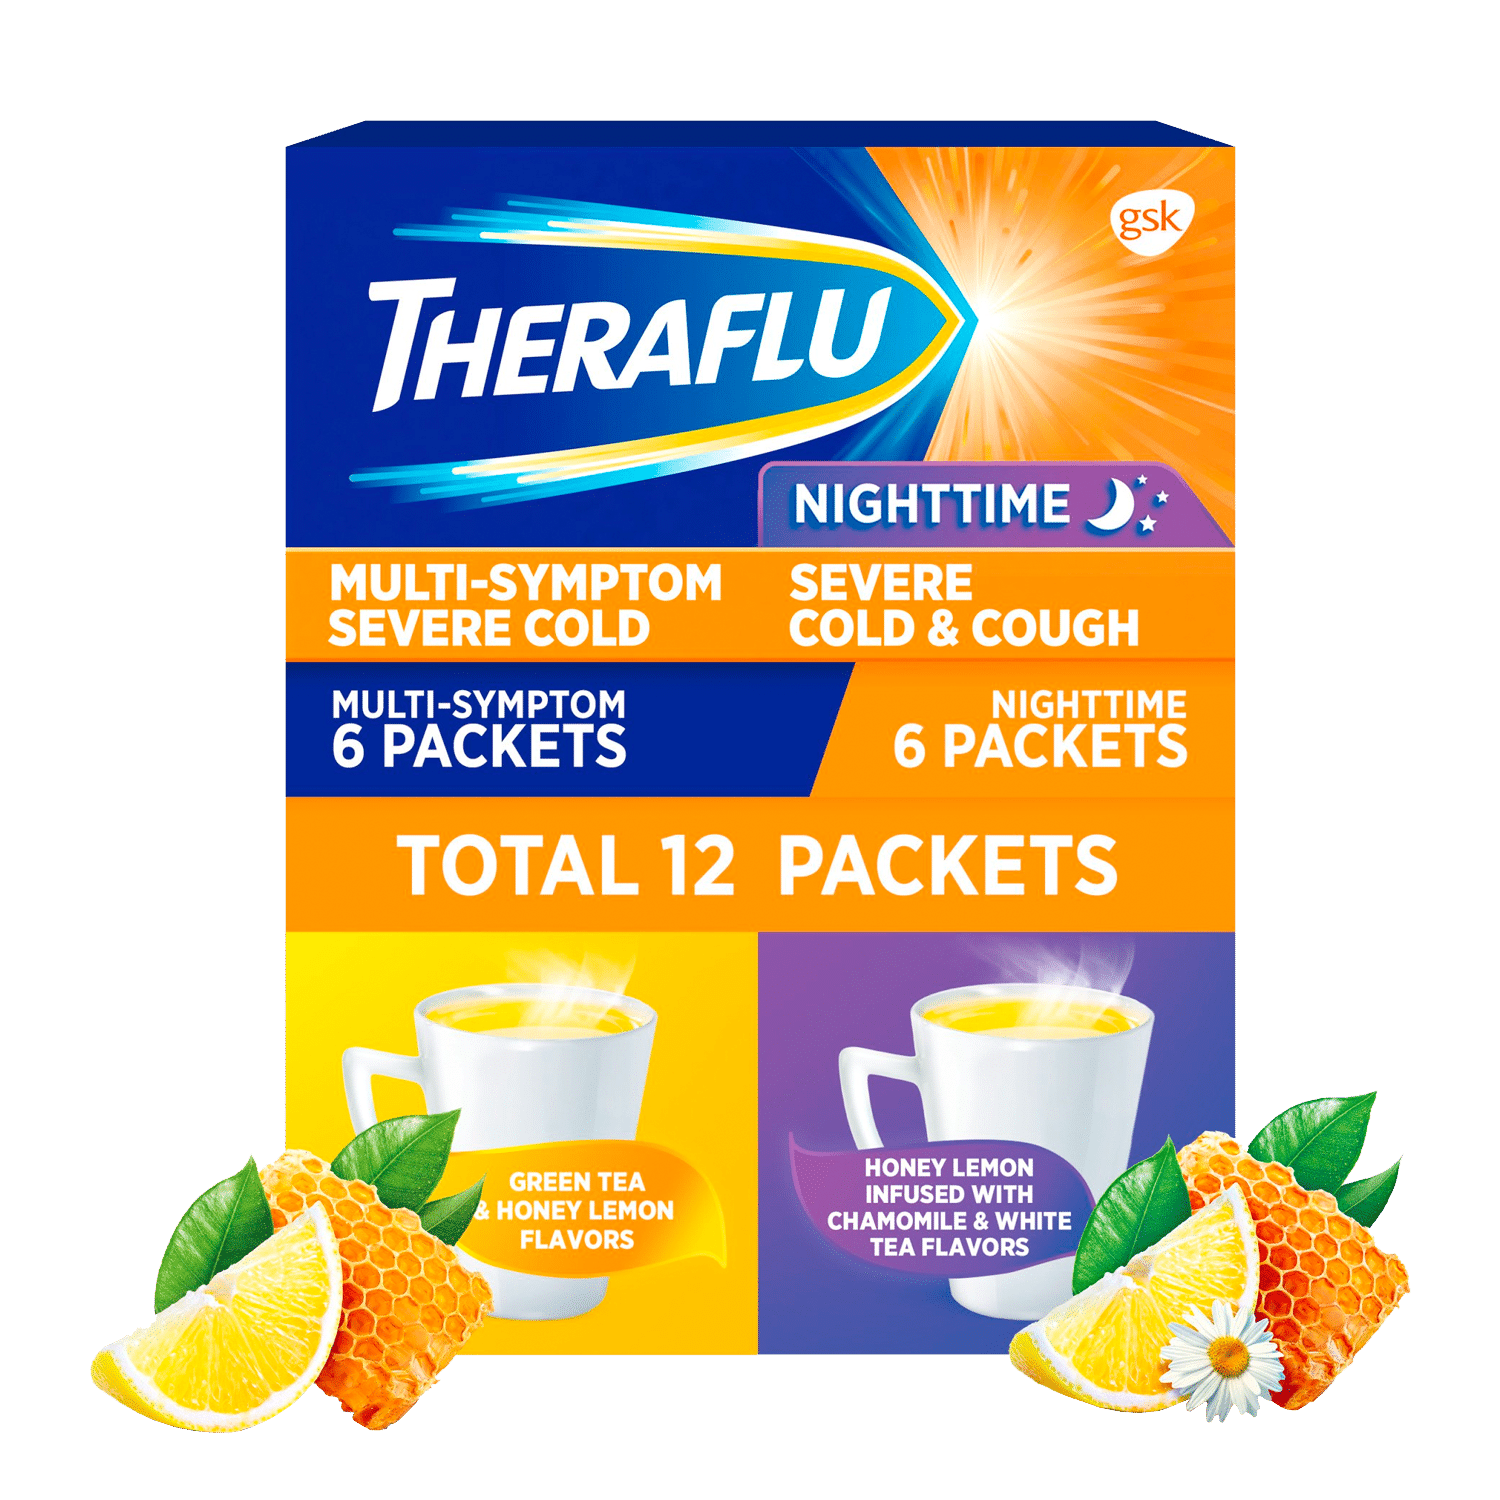 gsk
THERAFLU
NIGHTTIME
MULTI-SYMPTOM
SEVERE COLD
SEVERE
COLD & COUGH
MULTI-SYMPTOM
6 PACKETS
NIGHTTIME
6 PACKETS
TOTAL 12 PACKETS
GREEN TEA
& HONEY LEMON
FLAVORS
HONEY LEMON
INFUSED WITH
CHAMOMILE & WHITE
TEA FLAVORS